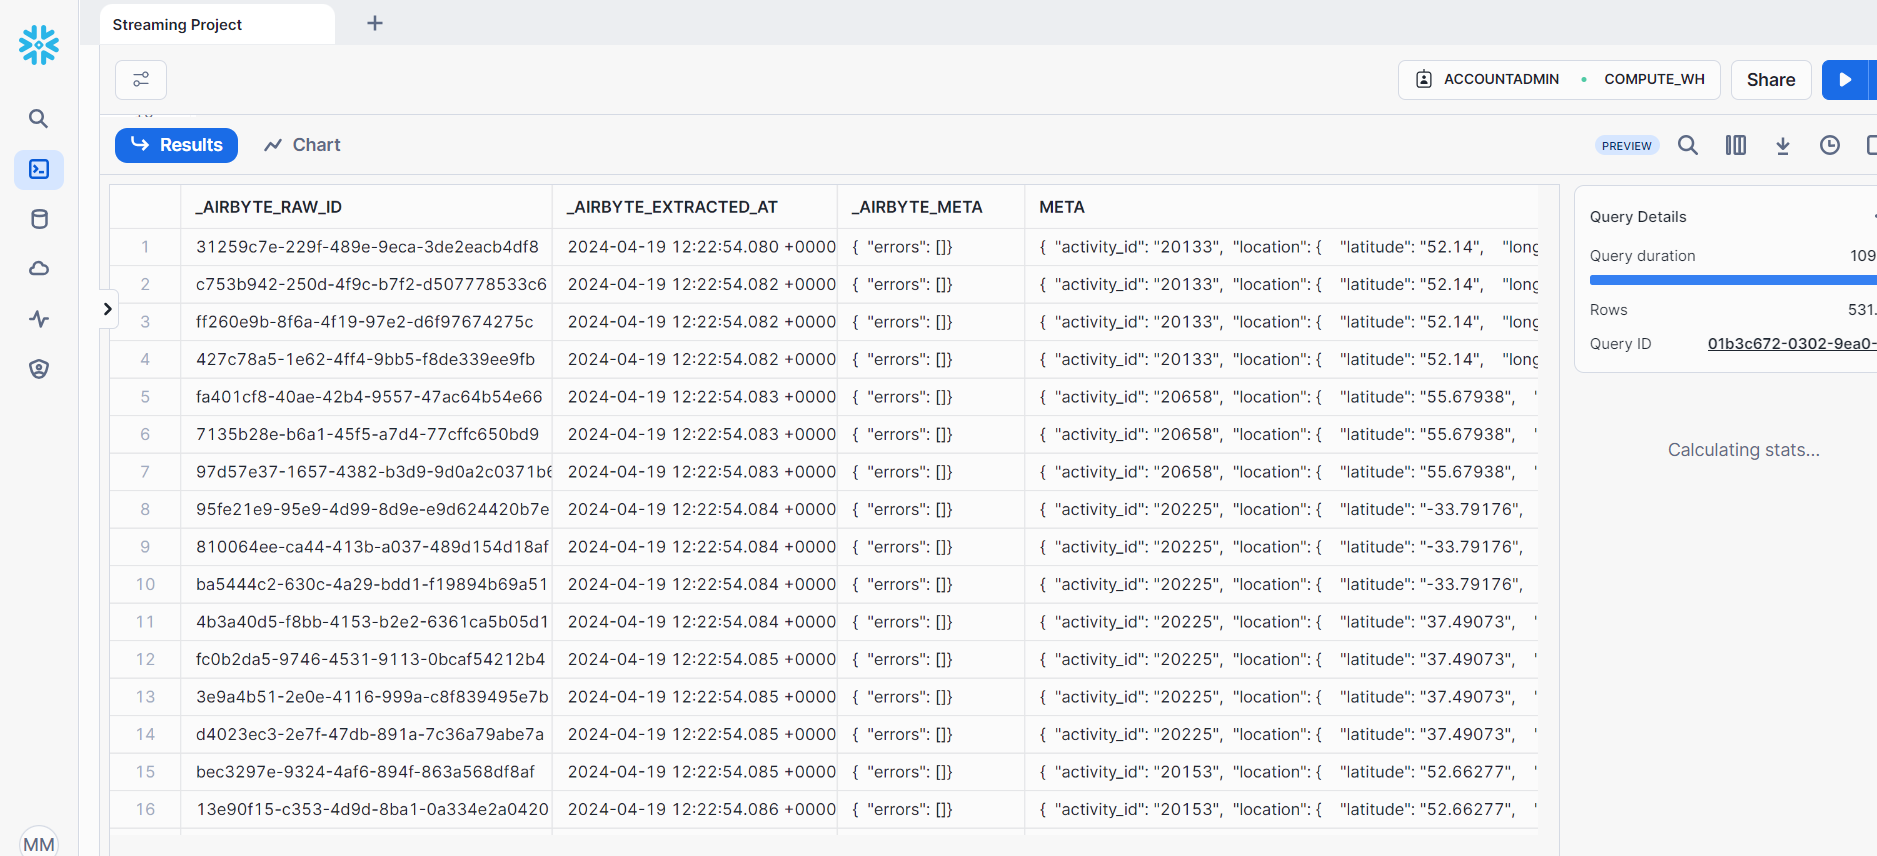 Streaming Project
ACCOUNTADMIN • COMPUTE_WH
Share
Results
Chart
PREVIEW
_AIRBYTE_RAW_ID _AIRBYTE_EXTRACTED_AT _AIRBYTE_META META
1 31259c7e-229f-489e-9eca-3de2eacb4df8 2024-04-19 12:22:54.080 +0000 { "errors": []} { "activity_id": "20133", "location": { "latitude": "52.14", "long
2 c753b942-250d-4f9c-b7f2-d507778533c6 2024-04-19 12:22:54.082 +0000 { "errors": []} { "activity_id": "20133", "location": { "latitude": "52.14", "long
3 ff260e9b-8f6a-4f19-97e2-d6f97674275c 2024-04-19 12:22:54.082 +0000 { "errors": []} { "activity_id": "20133", "location": { "latitude": "52.14", "long
4 427c78a5-1e62-4ff4-9bb5-f8de339ee9fb 2024-04-19 12:22:54.082 +0000 { "errors": []} { "activity_id": "20133", "location": { "latitude": "52.14", "long
5 fa401cf8-40ae-42b4-9557-47ac64b54e66 2024-04-19 12:22:54.083 +0000 { "errors": []} { "activity_id": "20658", "location": { "latitude": "55.67938", "
6 7135b28e-b6a1-45f5-a7d4-77cffc650bd9 2024-04-19 12:22:54.083 +0000 { "errors": []} { "activity_id": "20658", "location": { "latitude": "55.67938", "
7 97d57e37-1657-4382-b3d9-9d0a2c0371b6 2024-04-19 12:22:54.083 +0000 { "errors": []} { "activity_id": "20658", "location": { "latitude": "55.67938", "
8 95fe21e9-95e9-4d99-8d9e-e9d624420b7e 2024-04-19 12:22:54.084 +0000 { "errors": []} { "activity_id": "20225", "location": { "latitude": "-33.79176",
9 810064ee-ca44-413b-a037-489d154d18af 2024-04-19 12:22:54.084 +0000 { "errors": []} { "activity_id": "20225", "location": { "latitude": "-33.79176",
10 ba5444c2-630c-4a29-bdd1-f19894b69a51 2024-04-19 12:22:54.084 +0000 { "errors": []} { "activity_id": "20225", "location": { "latitude": "-33.79176",
11 4b3a40d5-f8bb-4153-b2e2-6361ca5b05d1 2024-04-19 12:22:54.084 +0000 { "errors": []} { "activity_id": "20225", "location": { "latitude": "37.49073", "
12 fc0b2da5-9746-4531-9113-0bcaf54212b4 2024-04-19 12:22:54.085 +0000 { "errors": []} { "activity_id": "20225", "location": { "latitude": "37.49073", "
13 3e9a4b51-2e0e-4116-999a-c8f839495e7b 2024-04-19 12:22:54.085 +0000 { "errors": []} { "activity_id": "20225", "location": { "latitude": "37.49073", "
14 d4023ec3-2e7f-47db-891a-7c36a79abe7a 2024-04-19 12:22:54.085 +0000 { "errors": []} { "activity_id": "20225", "location": { "latitude": "37.49073", "
15 bec3297e-9324-4af6-894f-863a568df8af 2024-04-19 12:22:54.085 +0000 { "errors": []} { "activity_id": "20153", "location": { "latitude": "52.66277", "
16 13e90f15-c353-4d9d-8ba1-0a334e2a0420 2024-04-19 12:22:54.086 +0000 { "errors": []} { "activity_id": "20153", "location": { "latitude": "52.66277", "
Query Details
Query duration 109
Rows 531.
Query ID 01b3c672-0302-9ea0-
Calculating stats...
MM